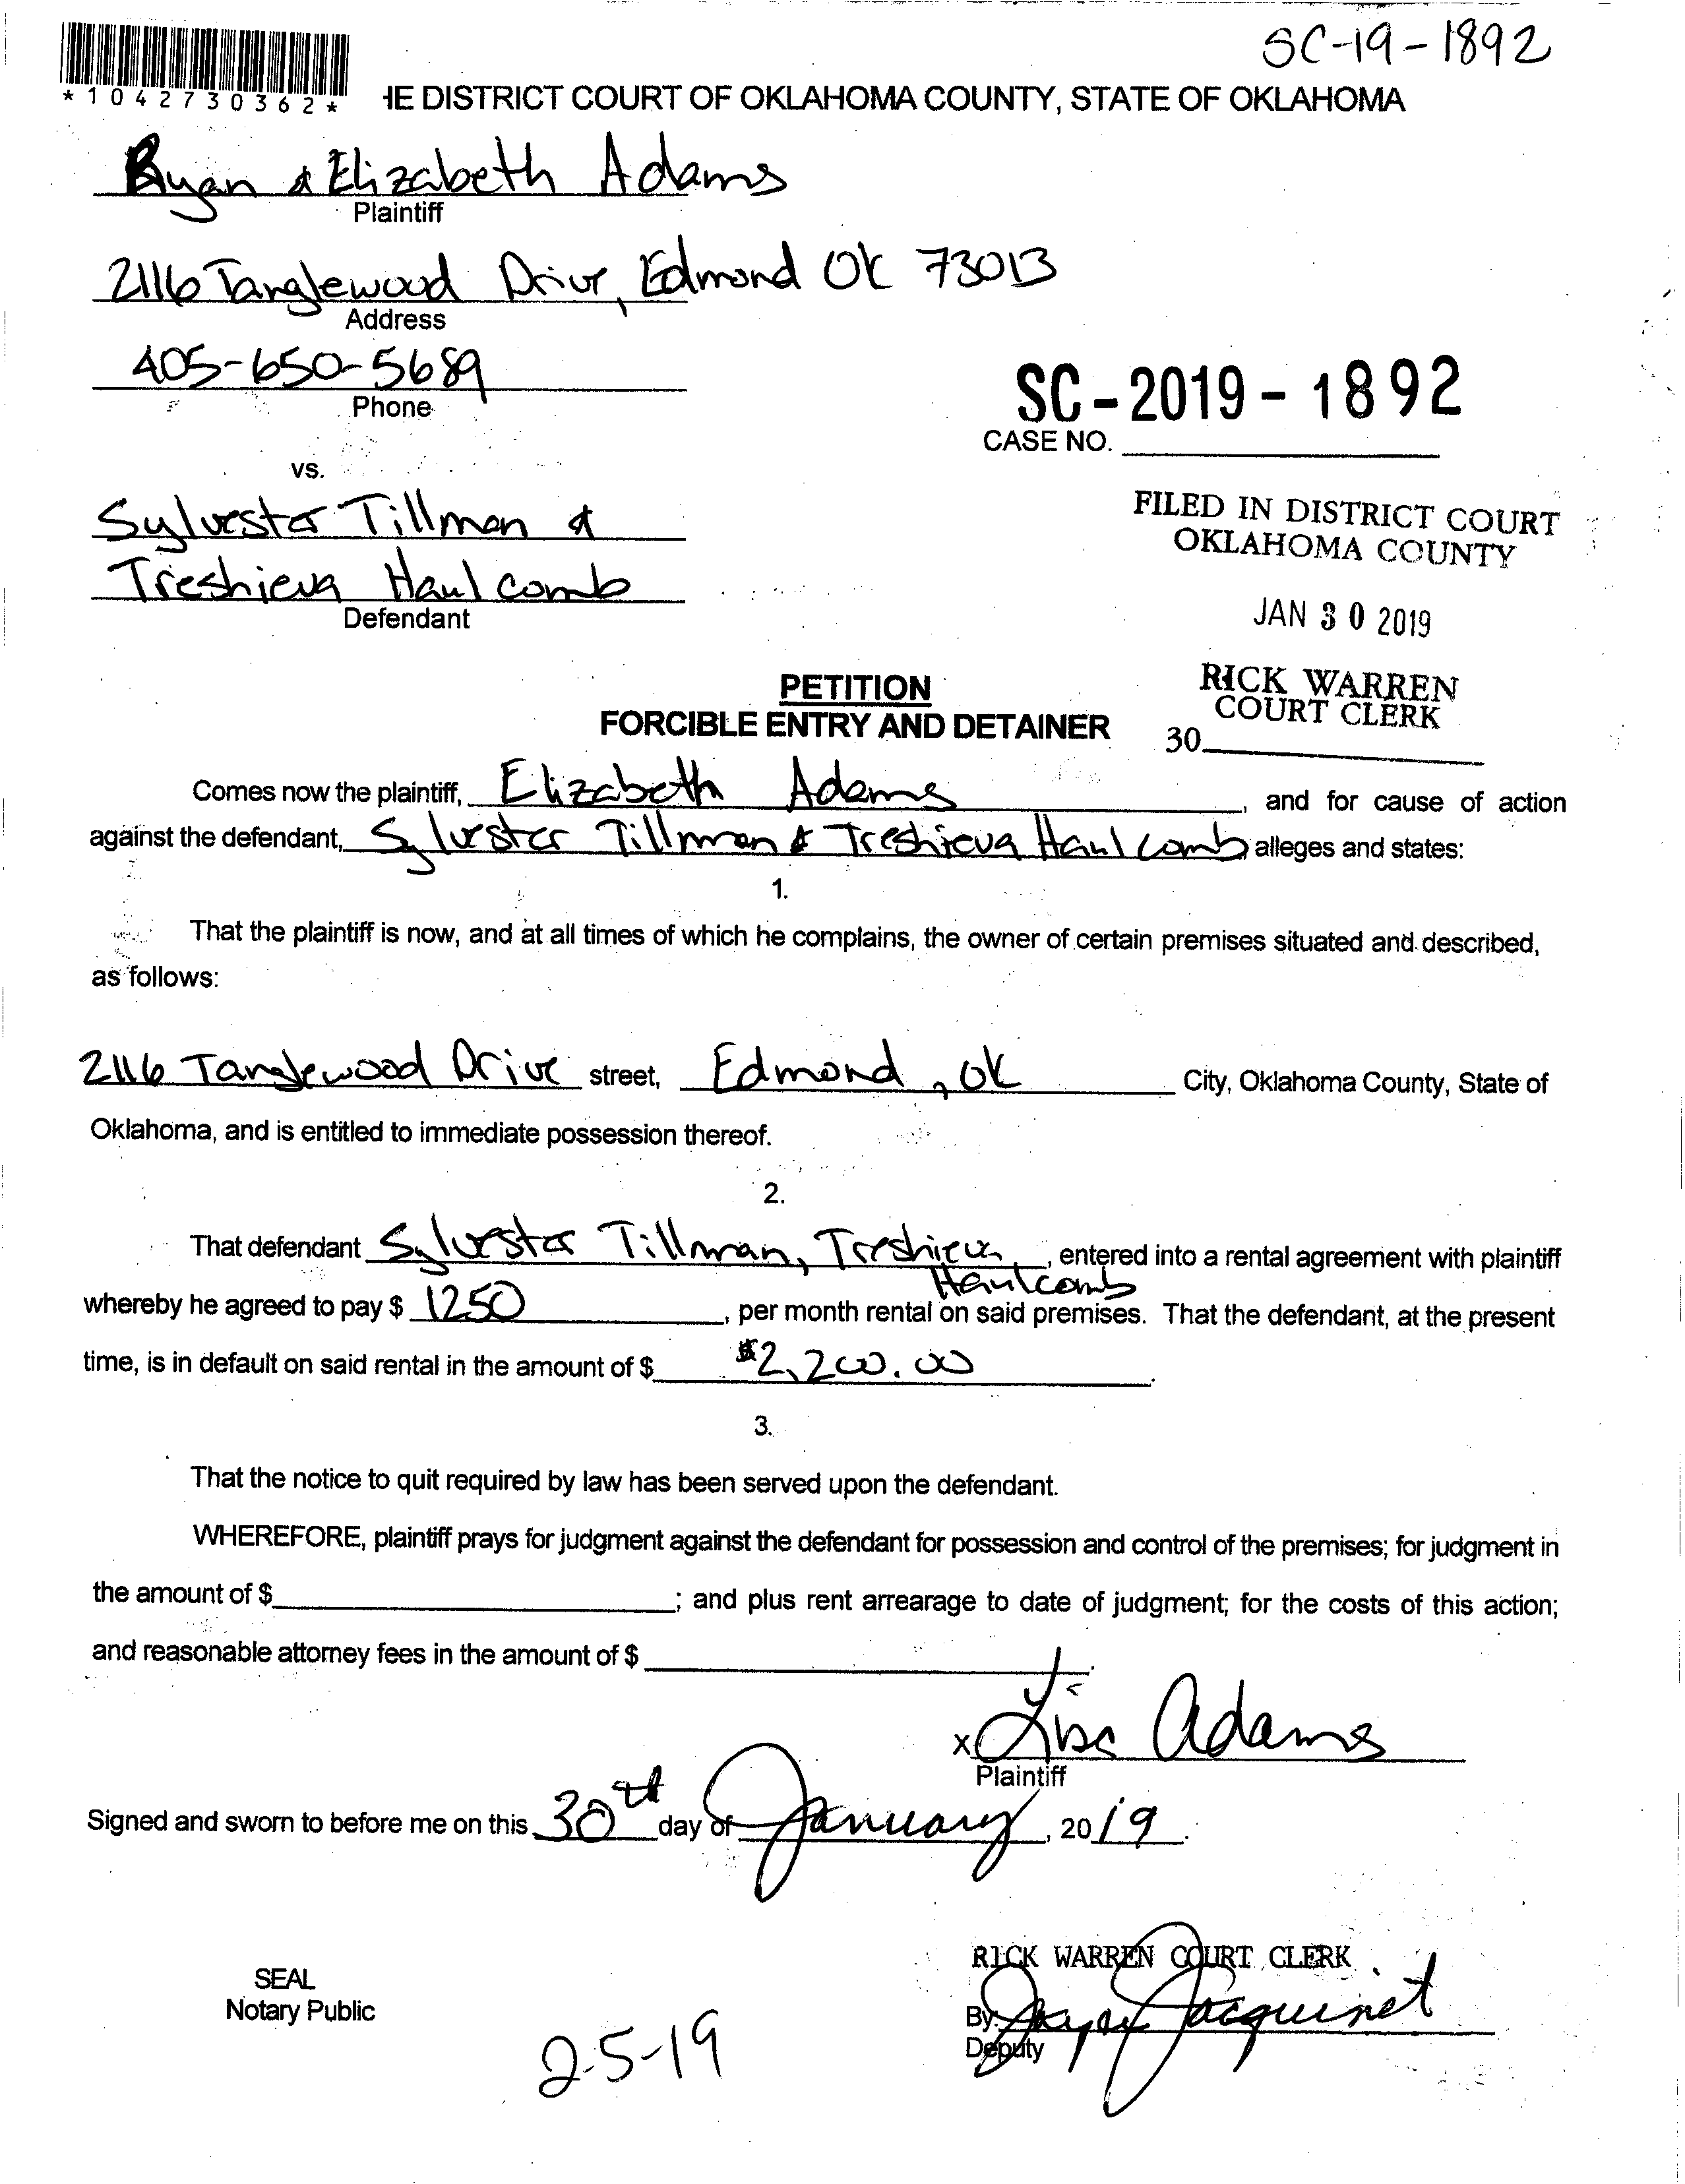 SC-19-1892
*1042730362*
HE DISTRICT COURT OF OKLAHOMA COUNTY, STATE OF OKLAHOMA
Ryan & Elizabeth Adams
Plaintiff
2116 Tanglewood Drive, Edmond OK 73013
Address
405-650-5689
Phone
SC-2019-1892
CASE NO.
vs.
Sylvester Tillman &
Treshieva Haulcomb
Defendant
FILED IN DISTRICT COURT
OKLAHOMA COUNTY
JAN 30 2019
RICK WARREN
COURT CLERK
30
PETITION
FORCIBLE ENTRY AND DETAINER
Comes now the plaintiff, Elizabeth Adams, and for cause of action
against the defendant, Sylvester Tillman & Treshieva Haulcomb alleges and states:
1.
That the plaintiff is now, and at all times of which he complains, the owner of certain premises situated and described,
as follows:
2116 Tanglewood Drive street, Edmond, OK City, Oklahoma County, State of
Oklahoma, and is entitled to immediate possession thereof.
2.
That defendant Sylvester Tillman, Treshieva Haulcomb, entered into a rental agreement with plaintiff
whereby he agreed to pay $ 1250, per month rental on said premises. That the defendant, at the present
time, is in default on said rental in the amount of $ $2,200.00.
3.
That the notice to quit required by law has been served upon the defendant.
WHEREFORE, plaintiff prays for judgment against the defendant for possession and control of the premises; for judgment in
the amount of $ ; and plus rent arrearage to date of judgment; for the costs of this action;
and reasonable attorney fees in the amount of $ .
x Lisa Adams
Plaintiff
Signed and sworn to before me on this 30th day of January, 2019.
SEAL
Notary Public
2-5-19
RICK WARREN COURT CLERK
By Jacquinet
Deputy